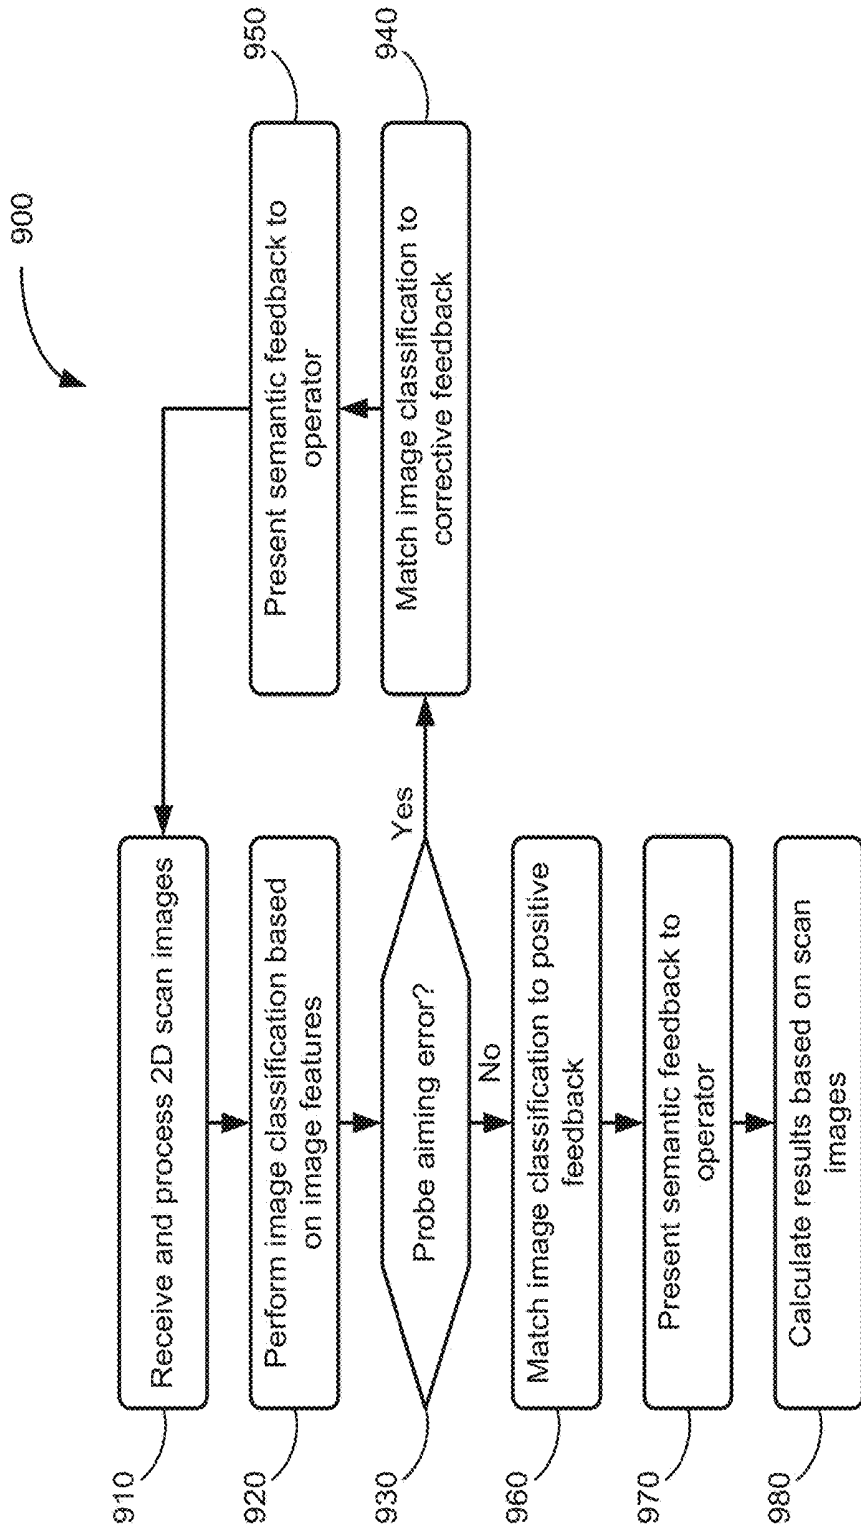 900
910
Receive and process 2D scan images
920
Perform image classification based
on image features
930
Probe aiming error?
Yes
No
940
Match image classification to
corrective feedback
950
Present semantic feedback to
operator
960
Match image classification to positive
feedback
970
Present semantic feedback to
operator
980
Calculate results based on scan
images